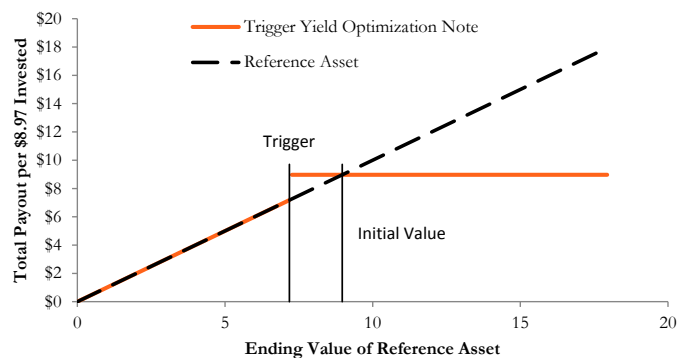 $20
$18
$16
$14
$12
$10
$8
$6
$4
$2
$0
Total Payout per $8.97 Invested
Trigger Yield Optimization Note
Reference Asset
Trigger
Initial Value
0
5
10
15
20
Ending Value of Reference Asset